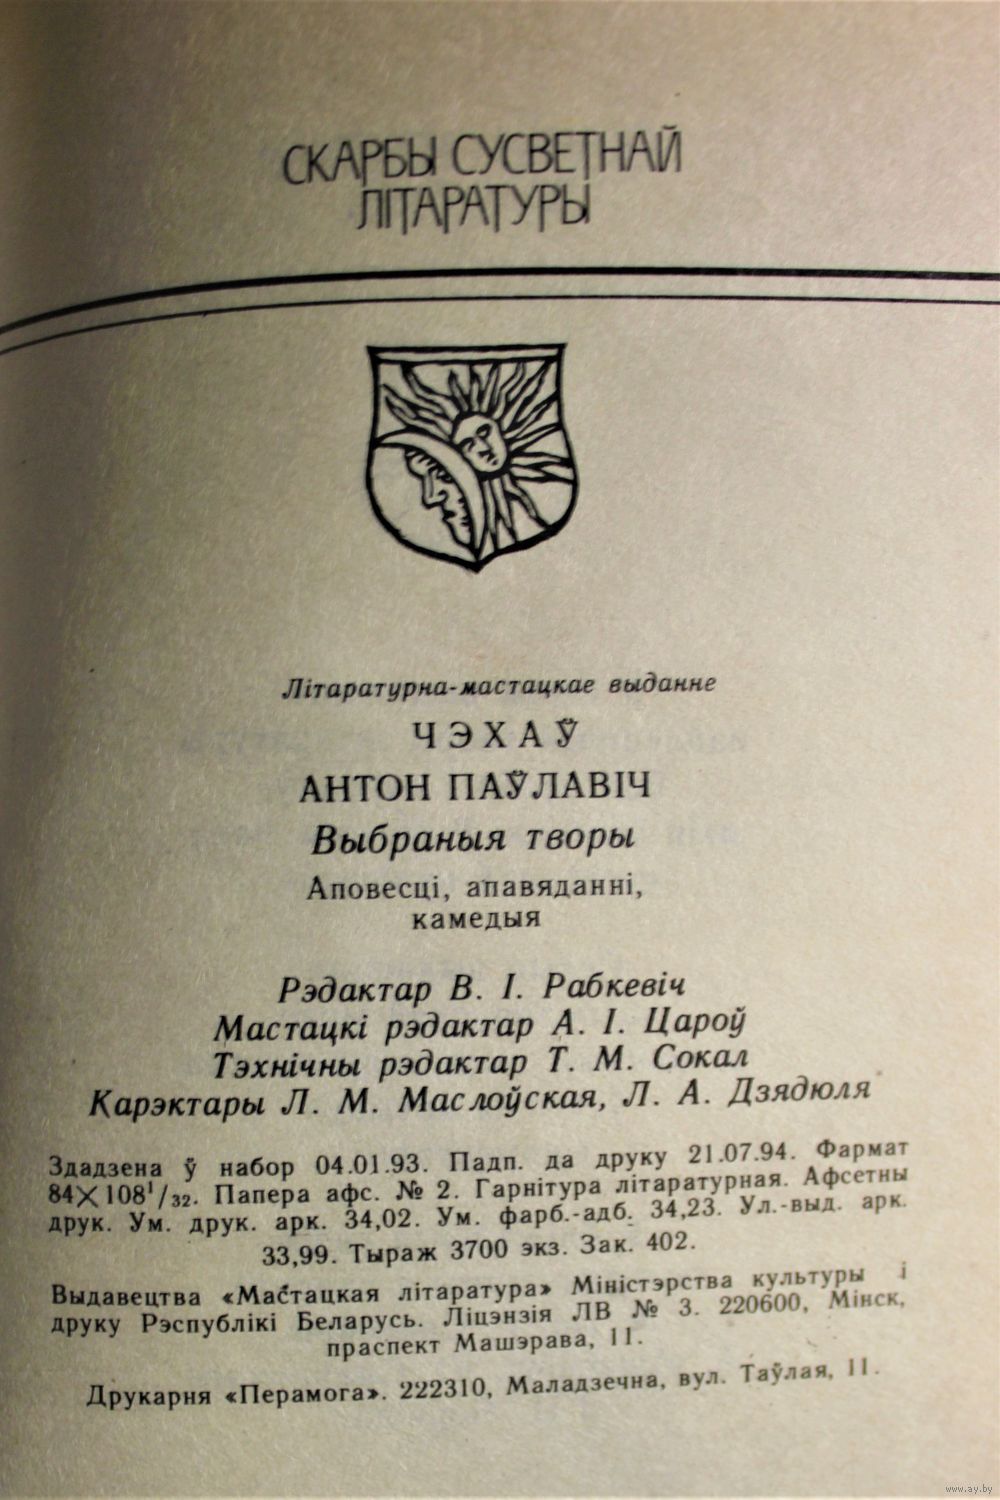 СКАРБЫ СУСВЕТНАЙ
ЛІТАРАТУРЫ
Літаратурна-мастацкае выданне
ЧЭХАЎ
АНТОН ПАЎЛАВІЧ
Выбраныя творы
Аповесці, апавяданні,
камедыя
Рэдактар В. І. Рабкевіч
Мастацкі рэдактар А. І. Цароў
Тэхнічны рэдактар Т. М. Сокал
Карэктары Л. М. Маслоўская, Л. А. Дзядюля
Здадзена ў набор 04.01.93. Падп. да друку 21.07.94. Фармат
84×108¹/₃₂. Папера афс. № 2. Гарнітура літаратурная. Афсетны
друк. Ум. друк. арк. 34,02. Ум. фарб.-адб. 34,23. Ул.-выд. арк.
33,99. Тыраж 3700 экз. Зак. 402.
Выдавецтва «Мастацкая літаратура» Міністэрства культуры і
друку Рэспублікі Беларусь. Ліцэнзія ЛВ № 3. 220600, Мінск,
праспект Машэрава, 11.
Друкарня «Перамога». 222310, Маладзечна, вул. Таўлая, 11.
www.ay.by